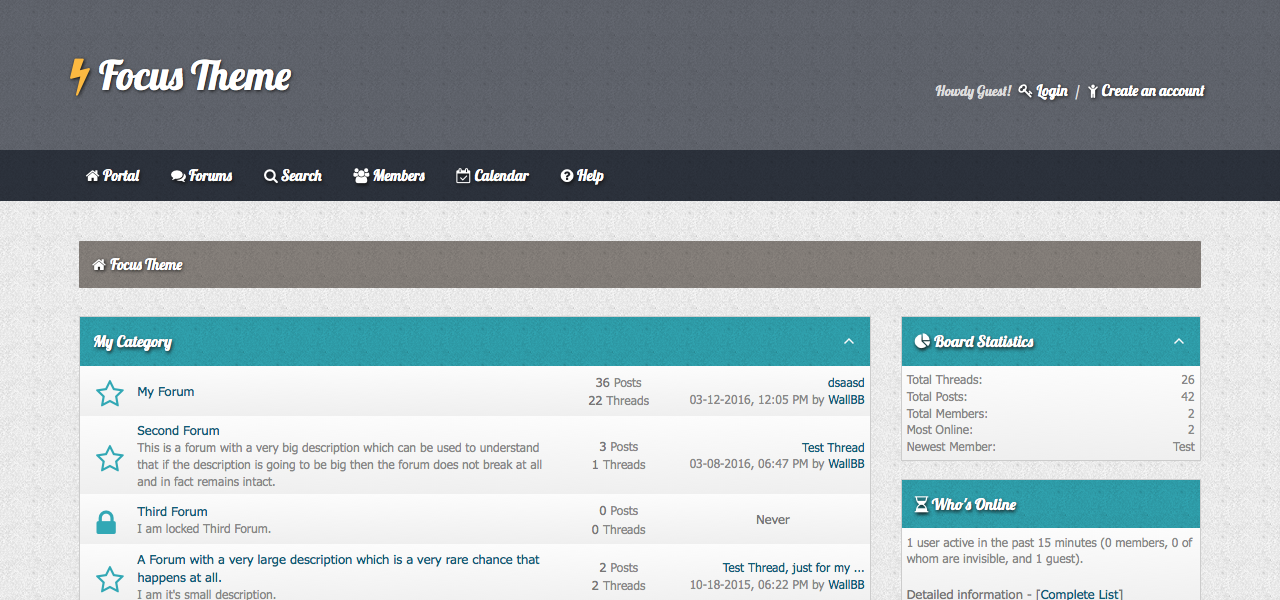 Focus Theme
Howdy Guest! Login / Create an account
Portal Forums Search Members Calendar Help
Focus Theme
My Category
My Forum
36 Posts
22 Threads
dsaasd
03-12-2016, 12:05 PM by WallBB
Second Forum
This is a forum with a very big description which can be used to understand
that if the description is going to be big then the forum does not break at all
and in fact remains intact.
3 Posts
1 Threads
Test Thread
03-08-2016, 06:47 PM by WallBB
Third Forum
I am locked Third Forum.
0 Posts
0 Threads
Never
A Forum with a very large description which is a very rare chance that
happens at all.
I am it's small description.
2 Posts
2 Threads
Test Thread, just for my ...
10-18-2015, 06:22 PM by WallBB
Board Statistics
Total Threads: 26
Total Posts: 42
Total Members: 2
Most Online: 2
Newest Member: Test
Who's Online
1 user active in the past 15 minutes (0 members, 0 of
whom are invisible, and 1 guest).
Detailed information - [Complete List]